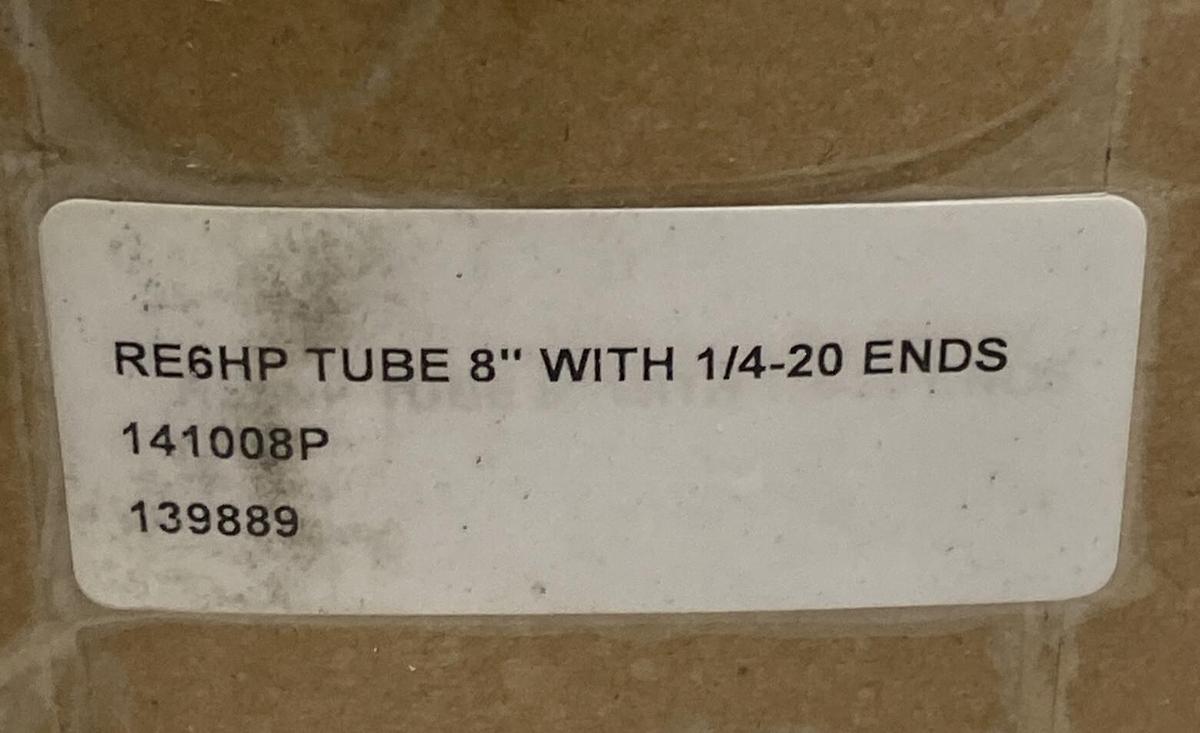 RE6HP TUBE 8" WITH 1/4-20 ENDS
141008P
139889